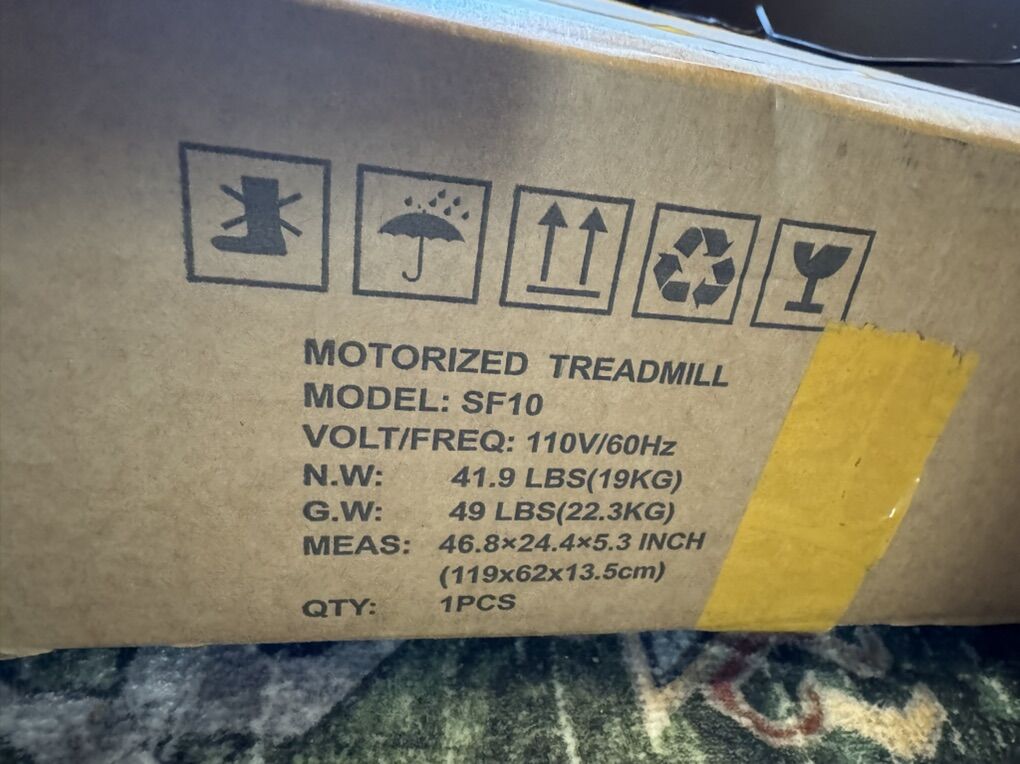 MOTORIZED TREADMILL
MODEL: SF10
VOLT/FREQ: 110V/60Hz
N.W: 41.9 LBS(19KG)
G.W: 49 LBS(22.3KG)
MEAS: 46.8×24.4×5.3 INCH
(119x62x13.5cm)
QTY: 1PCS